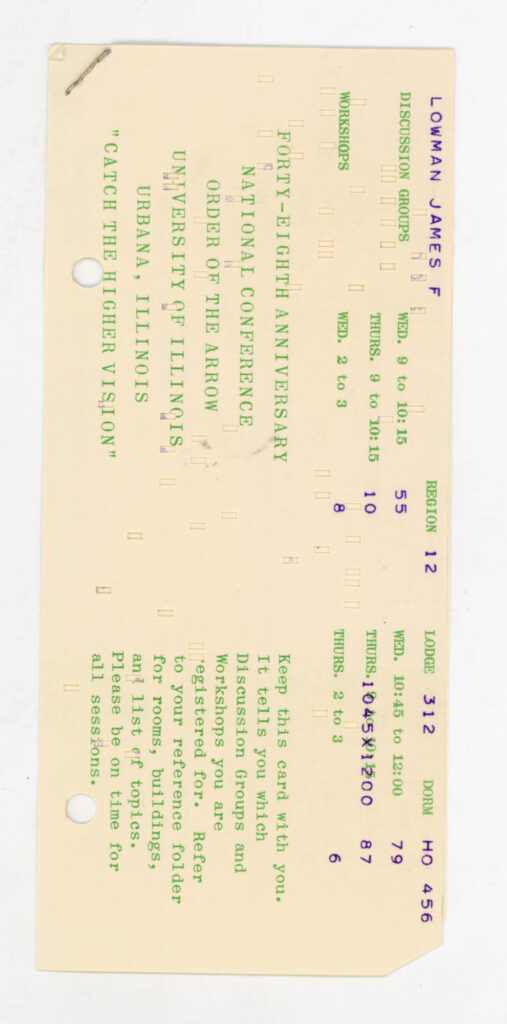 LOWMAN JAMES F REGION 12 LODGE 312 DORM HO 456
DISCUSSION GROUPS WED. 9 to 10:15 55 WED. 10:45 to 12:00 79
THURS. 9 to 10:15 10 THURS. 9 to 10:15 1045X1200 87
WORKSHOPS WED. 2 to 3 8 THURS. 2 to 3 6
FORTY-EIGHTH ANNIVERSARY
NATIONAL CONFERENCE
ORDER OF THE ARROW
UNIVERSITY OF ILLINOIS
URBANA, ILLINOIS
"CATCH THE HIGHER VISION"
Keep this card with you.
It tells you which
Discussion Groups and
Workshops you are
registered for. Refer
to your reference folder
for rooms, buildings,
and list of topics.
Please be on time for
all sessions.